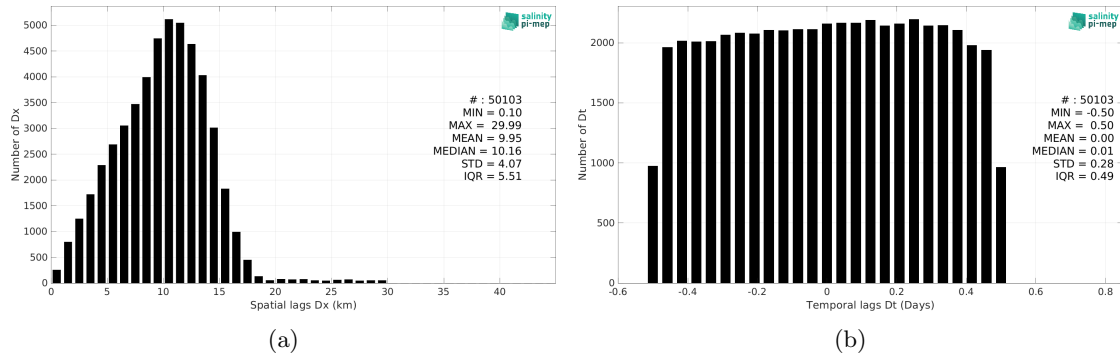 salinity
pi-mep
5000
4500
4000
3500
3000
2500
2000
1500
1000
500
0
Number of Dx
# : 50103
MIN = 0.10
MAX = 29.99
MEAN = 9.95
MEDIAN = 10.16
STD = 4.07
IQR = 5.51
0 5 10 15 20 25 30 35 40
Spatial lags Dx (km)
(a)
salinity
pi-mep
2000
1500
1000
500
0
Number of Dt
# : 50103
MIN = -0.50
MAX = 0.50
MEAN = 0.00
MEDIAN = 0.01
STD = 0.28
IQR = 0.49
-0.6 -0.4 -0.2 0 0.2 0.4 0.6 0.8
Temporal lags Dt (Days)
(b)